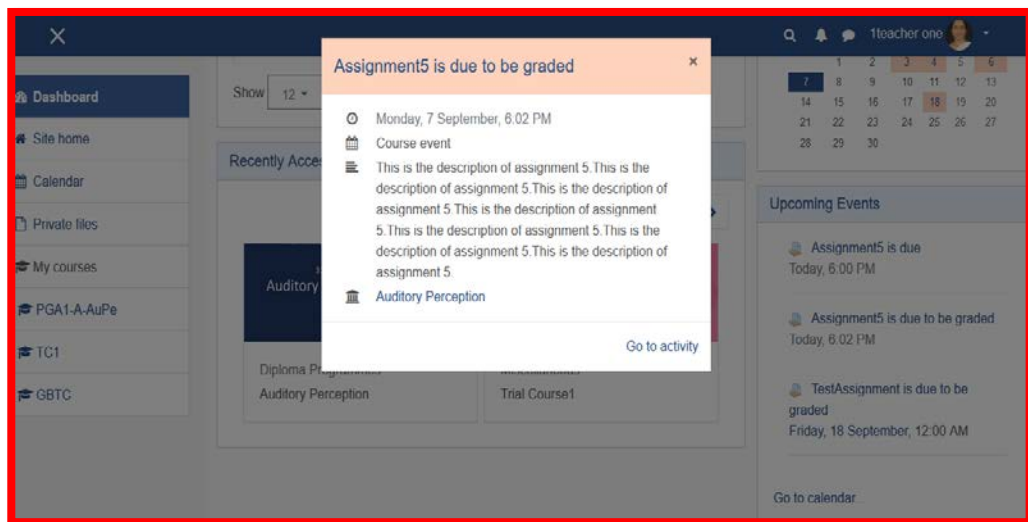 1teacher one
Dashboard
Site home
Calendar
Private files
My courses
PGA1-A-AuPe
TC1
GBTC
Show 12
Recently Acce
Auditory
Diploma
Auditory Perception
Trial Course1
Assignment5 is due to be graded ×
Monday, 7 September, 6:02 PM
Course event
This is the description of assignment 5.This is the
description of assignment 5.This is the description of
assignment 5.This is the description of assignment
5.This is the description of assignment 5.This is the
description of assignment 5.This is the description of
assignment 5.
Auditory Perception
Go to activity
1 2 3 4 5 6
7 8 9 10 11 12 13
14 15 16 17 18 19 20
21 22 23 24 25 26 27
28 29 30
Upcoming Events
Assignment5 is due
Today, 6:00 PM
Assignment5 is due to be graded
Today, 6:02 PM
TestAssignment is due to be
graded
Friday, 18 September, 12:00 AM
Go to calendar...